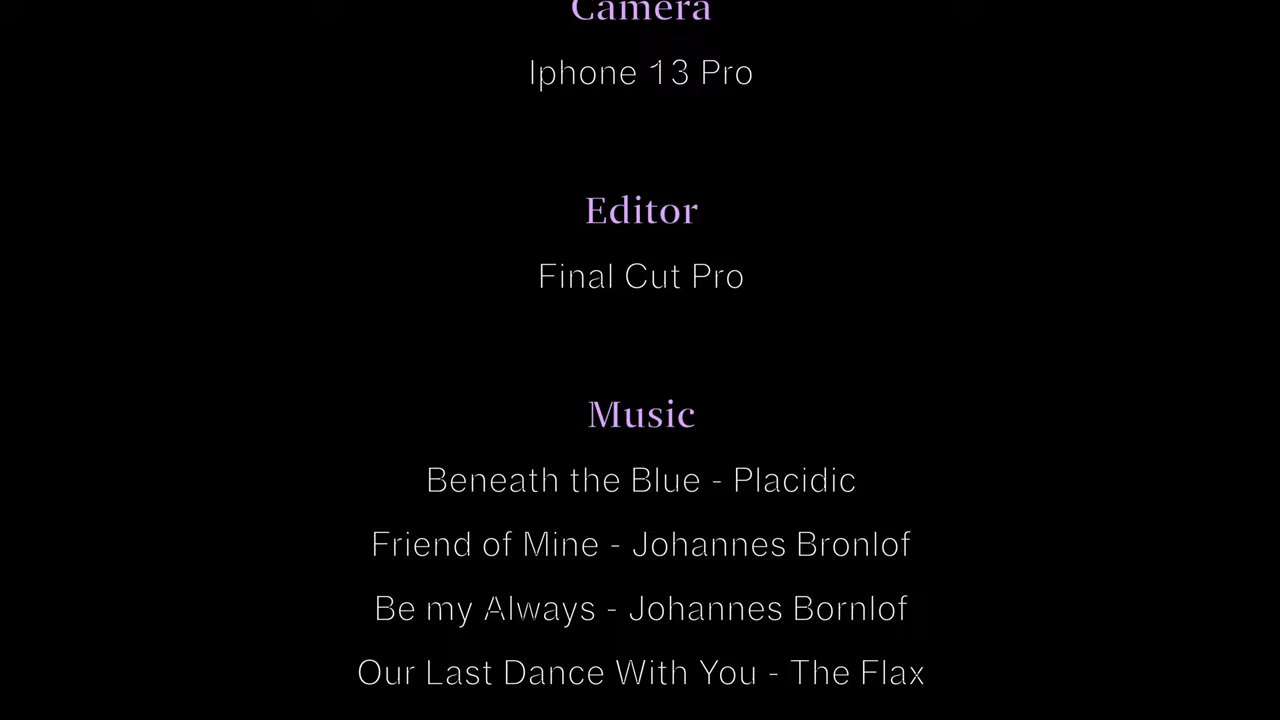 Camera
Iphone 13 Pro
Editor
Final Cut Pro
Music
Beneath the Blue - Placidic
Friend of Mine - Johannes Bronlof
Be my Always - Johannes Bornlof
Our Last Dance With You - The Flax